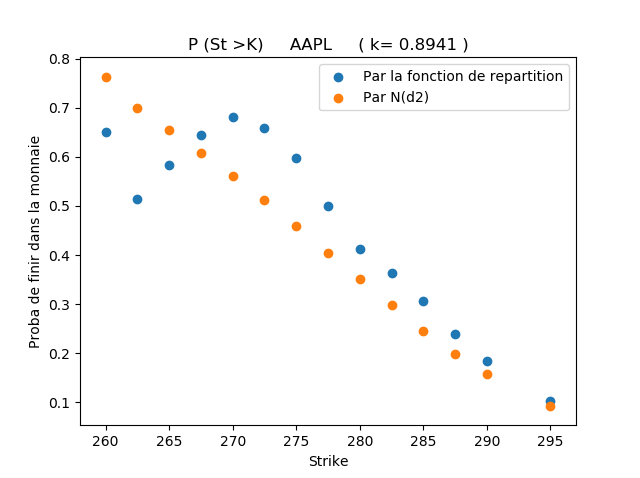 P (St >K)     AAPL     ( k= 0.8941 )
Par la fonction de repartition
Par N(d2)
Proba de finir dans la monnaie
0.8
0.7
0.6
0.5
0.4
0.3
0.2
0.1
260 265 270 275 280 285 290 295
Strike